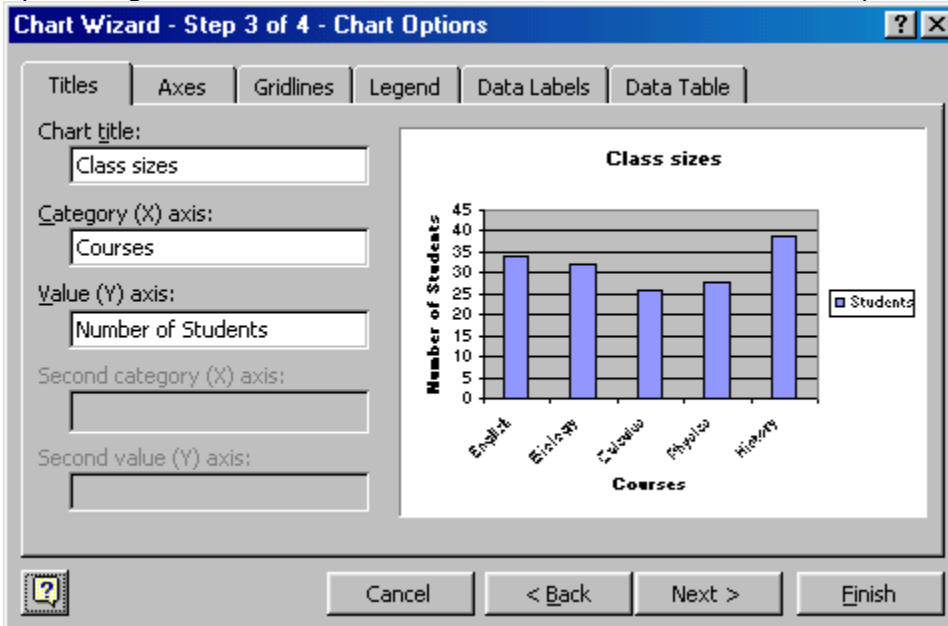 Chart Wizard - Step 3 of 4 - Chart Options
Titles Axes Gridlines Legend Data Labels Data Table
Chart title:
Class sizes
Category (X) axis:
Courses
Value (Y) axis:
Number of Students
Second category (X) axis:
Second value (Y) axis:
Class sizes
Number of Students
45
40
35
30
25
20
15
10
5
0
English Biology Calculus Physics History
Courses
Students
Cancel < Back Next > Finish